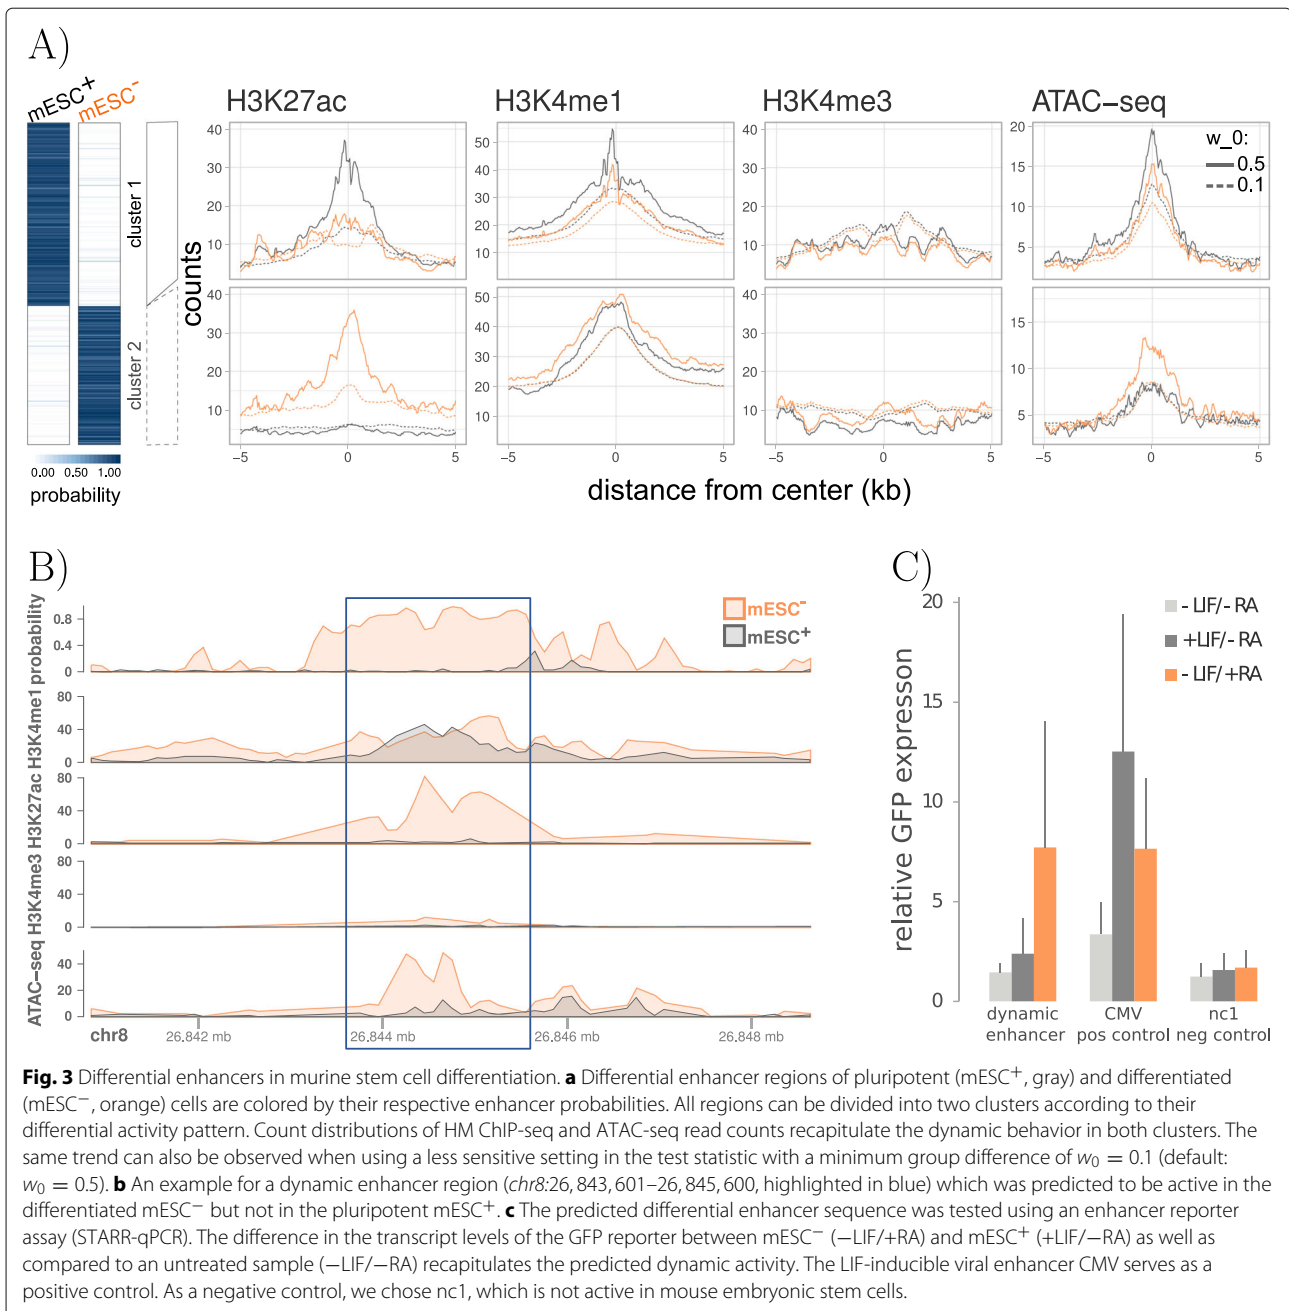 A)
mESC+
mESC-
H3K27ac
H3K4me1
H3K4me3
ATAC-seq
w_0:
0.5
0.1
40
30
20
10
50
40
30
20
10
40
30
20
10
20
15
10
5
cluster 1
cluster 2
counts
40
30
20
10
50
40
30
20
10
40
30
20
10
15
10
5
-5
0
5
-5
0
5
-5
0
5
-5
0
5
0.00 0.50 1.00
probability
distance from center (kb)
B)
mESC-
mESC+
probability
0.8
0.4
0
H3K4me1
80
40
0
H3K27ac
80
40
0
H3K4me3
80
40
0
ATAC-seq
40
20
0
chr8
26.842 mb
26.844 mb
26.846 mb
26.848 mb
C)
relative GFP expresson
20
15
10
5
0
- LIF/- RA
+LIF/- RA
- LIF/+RA
dynamic
enhancer
CMV
pos control
nc1
neg control
Fig. 3 Differential enhancers in murine stem cell differentiation. a Differential enhancer regions of pluripotent (mESC+, gray) and differentiated
(mESC−, orange) cells are colored by their respective enhancer probabilities. All regions can be divided into two clusters according to their
differential activity pattern. Count distributions of HM ChIP-seq and ATAC-seq read counts recapitulate the dynamic behavior in both clusters. The
same trend can also be observed when using a less sensitive setting in the test statistic with a minimum group difference of w0 = 0.1 (default:
w0 = 0.5). b An example for a dynamic enhancer region (chr8:26, 843, 601–26, 845, 600, highlighted in blue) which was predicted to be active in the
differentiated mESC− but not in the pluripotent mESC+. c The predicted differential enhancer sequence was tested using an enhancer reporter
assay (STARR-qPCR). The difference in the transcript levels of the GFP reporter between mESC− (−LIF/+RA) and mESC+ (+LIF/−RA) as well as
compared to an untreated sample (−LIF/−RA) recapitulates the predicted dynamic activity. The LIF-inducible viral enhancer CMV serves as a
positive control. As a negative control, we chose nc1, which is not active in mouse embryonic stem cells.